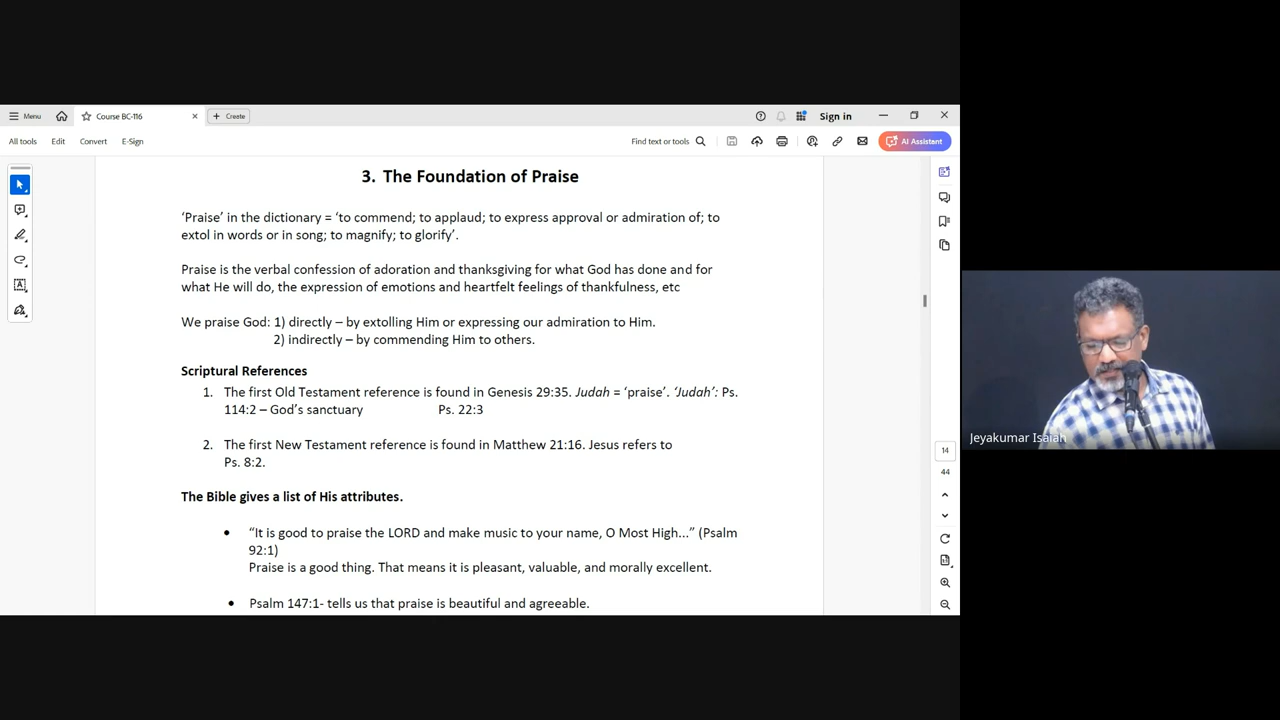 Menu
Course BC-116
Create
Sign in
All tools
Edit
Convert
E-Sign
Find text or tools
AI Assistant
3. The Foundation of Praise
‘Praise’ in the dictionary = ‘to commend; to applaud; to express approval or admiration of; to
extol in words or in song; to magnify; to glorify’.
Praise is the verbal confession of adoration and thanksgiving for what God has done and for
what He will do, the expression of emotions and heartfelt feelings of thankfulness, etc
We praise God: 1) directly – by extolling Him or expressing our admiration to Him.
2) indirectly – by commending Him to others.
Scriptural References
1. The first Old Testament reference is found in Genesis 29:35. Judah = ‘praise’. ‘Judah’: Ps.
114:2 – God’s sanctuary Ps. 22:3
2. The first New Testament reference is found in Matthew 21:16. Jesus refers to
Ps. 8:2.
The Bible gives a list of His attributes.
• “It is good to praise the LORD and make music to your name, O Most High...” (Psalm
92:1)
Praise is a good thing. That means it is pleasant, valuable, and morally excellent.
• Psalm 147:1- tells us that praise is beautiful and agreeable.
14
44
Jeyakumar Isaiah